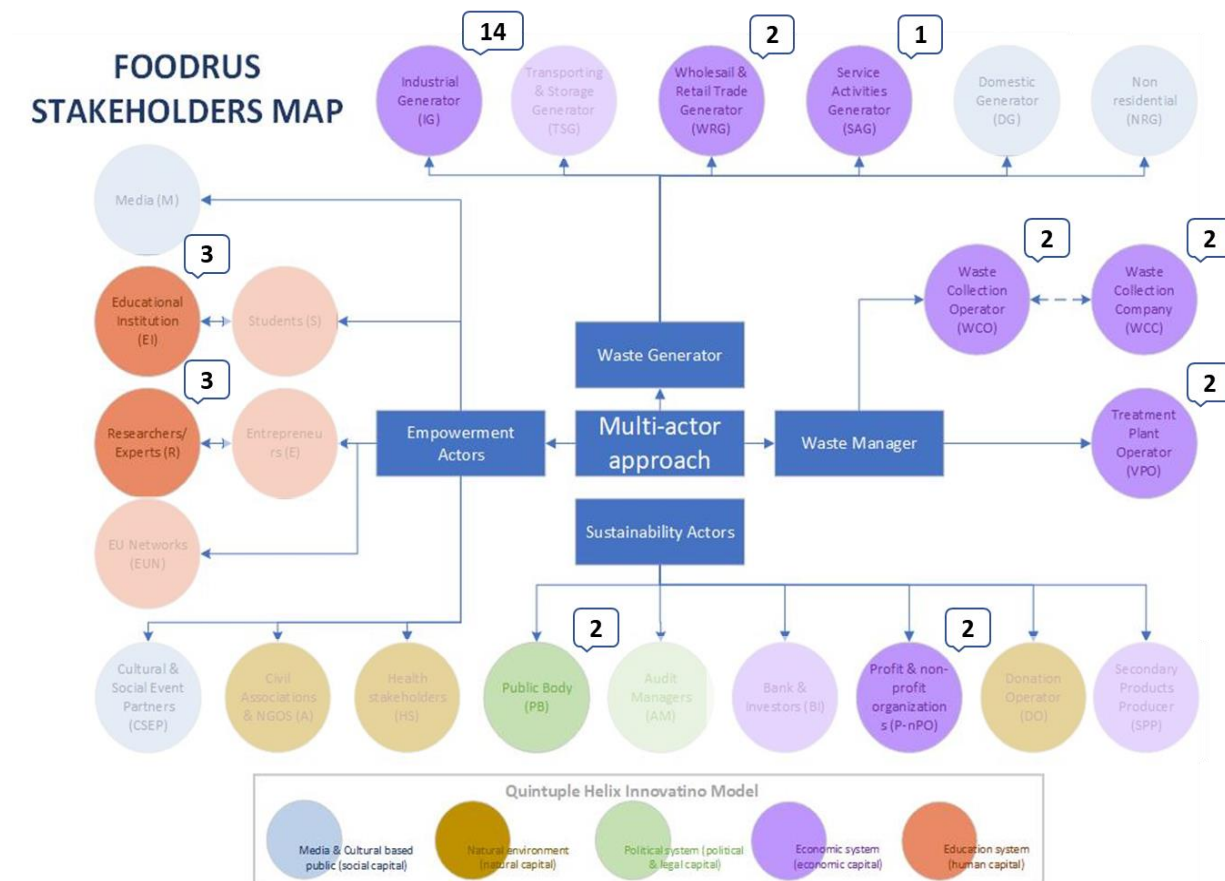 FOODRUS
STAKEHOLDERS MAP
14
2
1
Industrial
Generator
(IG)
Transporting
& Storage
Generator
(TSG)
Wholesail &
Retail Trade
Generator
(WRG)
Service
Activities
Generator
(SAG)
Domestic
Generator
(DG)
Non
residential
(NRG)
Media (M)
3
Educational
Institution
(EI)
Students (S)
2
2
Waste
Collection
Operator
(WCO)
Waste
Collection
Company
(WCC)
Waste Generator
3
Researchers/
Experts (R)
Entrepreneu
rs (E)
Empowerment
Actors
Multi-actor
approach
Waste Manager
2
Treatment
Plant
Operator
(VPO)
EU Networks
(EUN)
Sustainability Actors
2
2
Cultural &
Social Event
Partners
(CSEP)
Civil
Associations
& NGOS (A)
Health
stakeholders
(HS)
Public Body
(PB)
Audit
Managers
(AM)
Bank &
Investors (BI)
Profit & non-
profit
organization
s (P-nPO)
Donation
Operator
(DO)
Secondary
Products
Producer
(SPP)
Quintuple Helix Innovatino Model
Media & Cultural based
public (social capital)
Natural environment
(natural capital)
Political system (political
& legal capital)
Economic system
(economic capital)
Education system
(human capital)